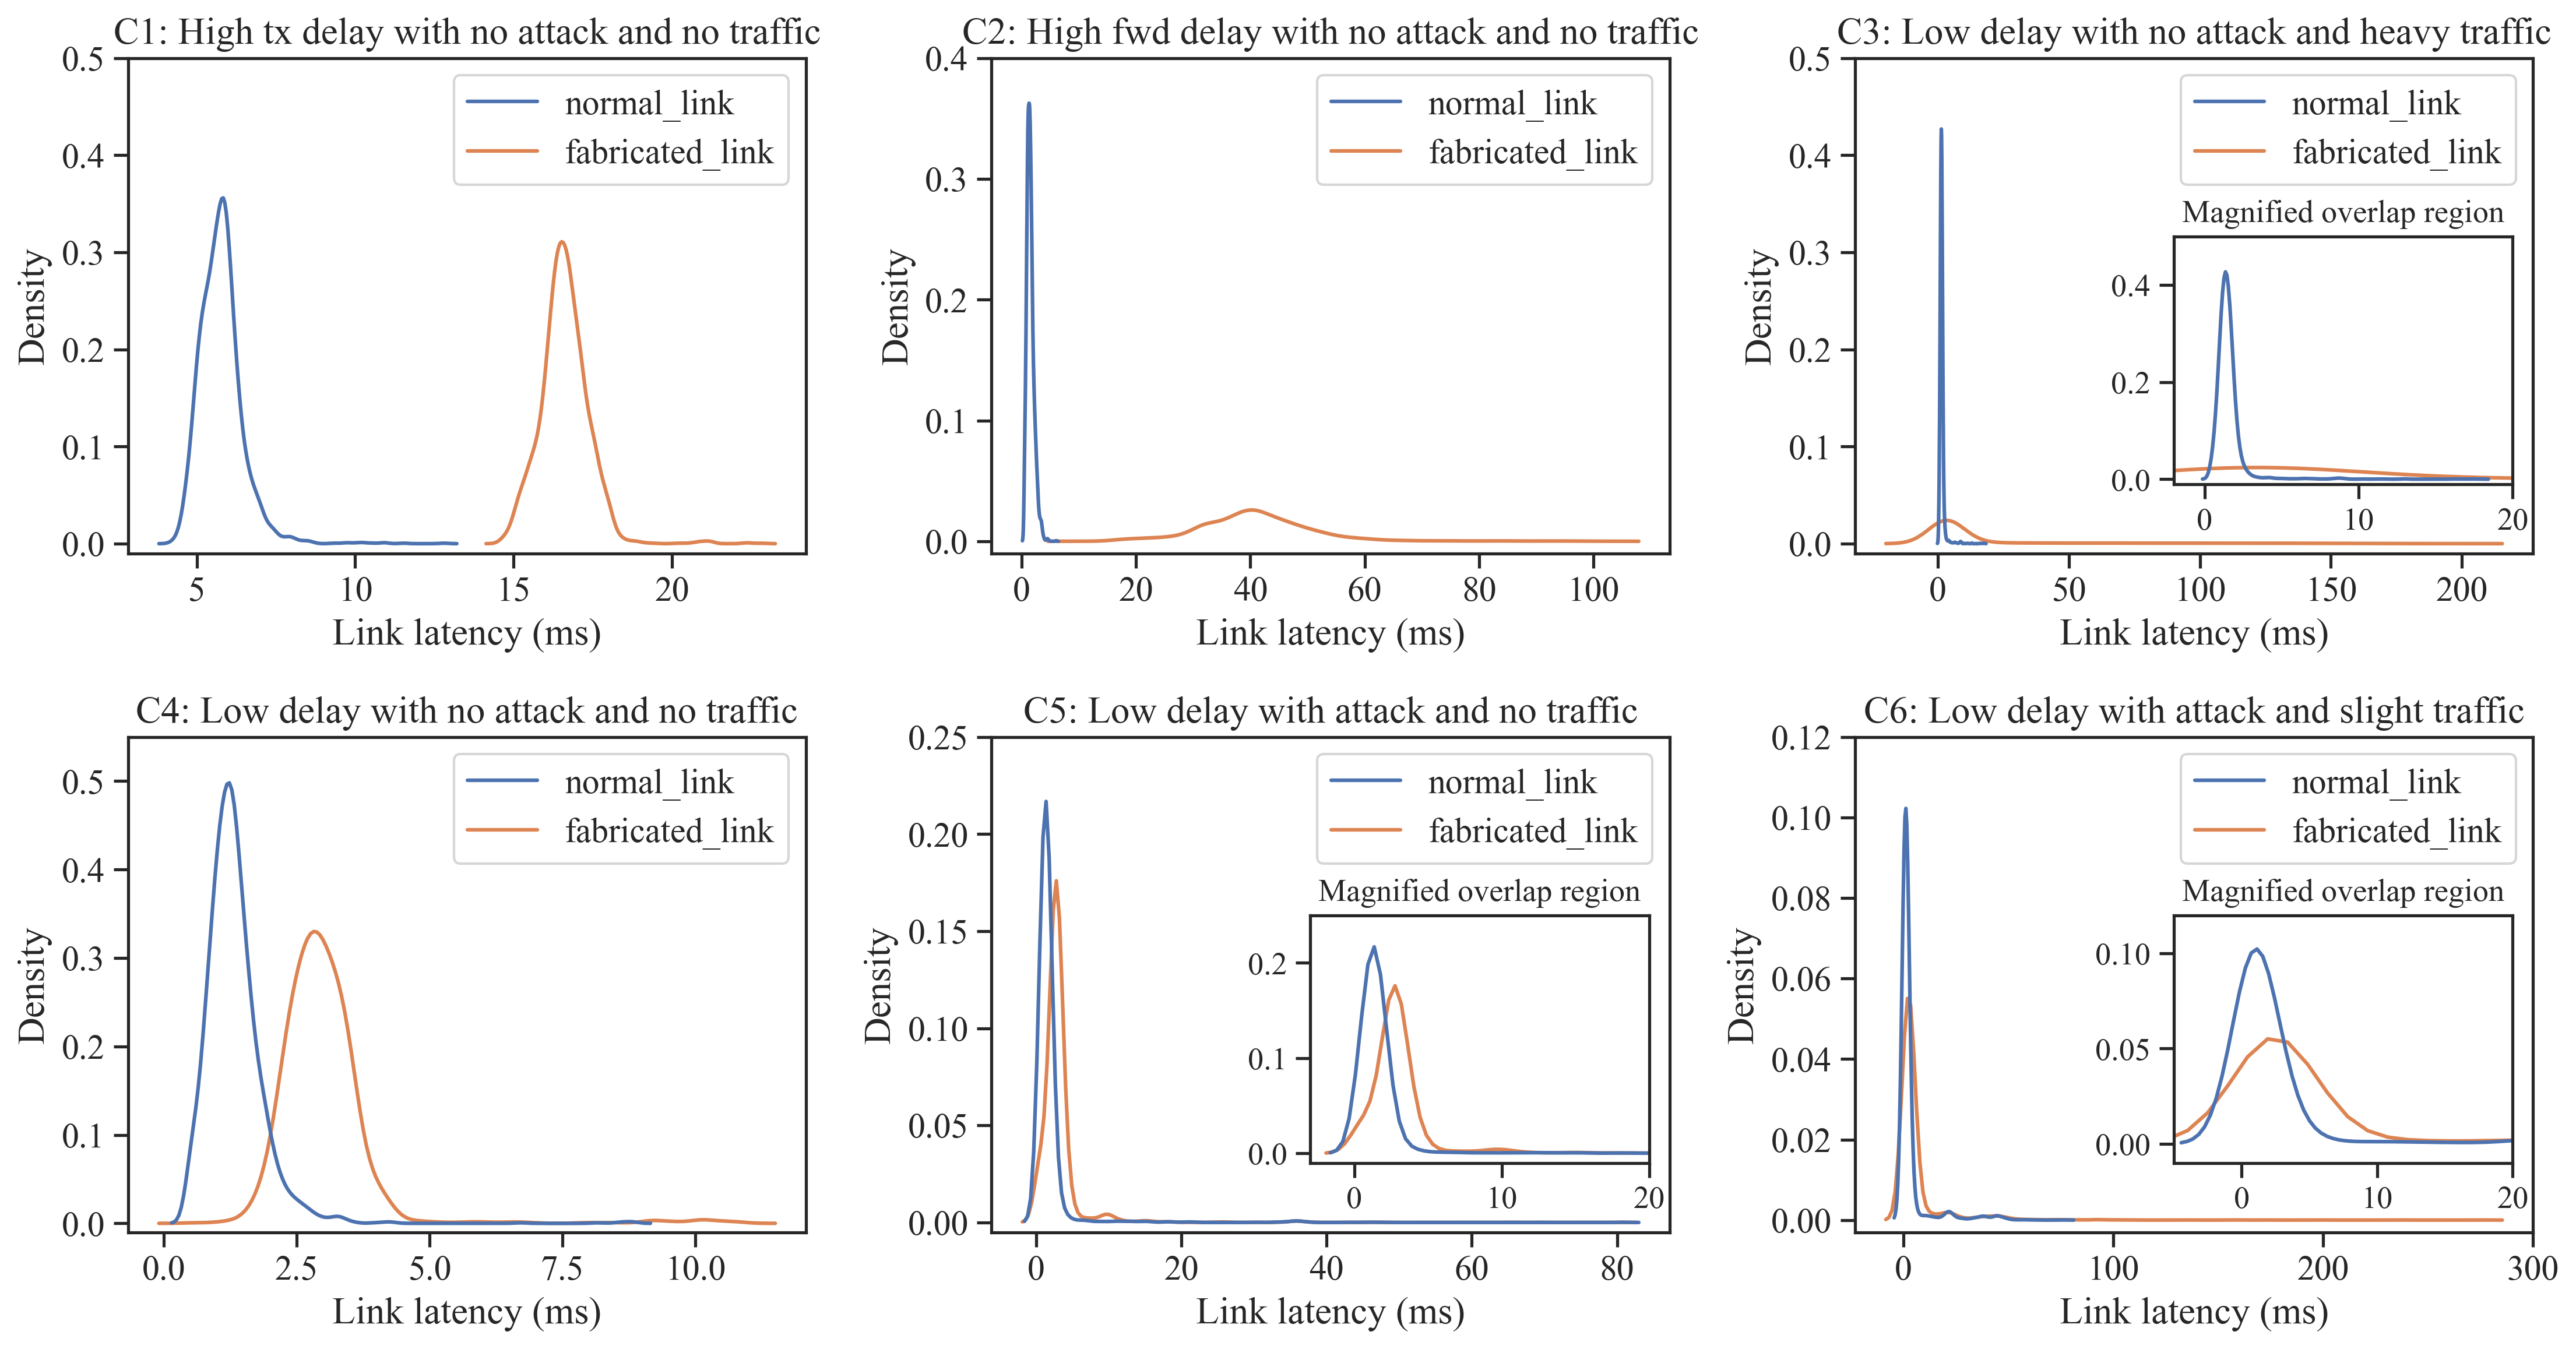 C1: High tx delay with no attack and no traffic
0.5
0.4
0.3
0.2
0.1
0.0
Density
normal_link
fabricated_link
5
10
15
20
Link latency (ms)
C2: High fwd delay with no attack and no traffic
0.4
0.3
0.2
0.1
0.0
Density
normal_link
fabricated_link
0
20
40
60
80
100
Link latency (ms)
C3: Low delay with no attack and heavy traffic
0.5
0.4
0.3
0.2
0.1
0.0
Density
normal_link
fabricated_link
Magnified overlap region
0.4
0.2
0.0
0
10
20
0
50
100
150
200
Link latency (ms)
C4: Low delay with no attack and no traffic
0.5
0.4
0.3
0.2
0.1
0.0
Density
normal_link
fabricated_link
0.0
2.5
5.0
7.5
10.0
Link latency (ms)
C5: Low delay with attack and no traffic
0.25
0.20
0.15
0.10
0.05
0.00
Density
normal_link
fabricated_link
Magnified overlap region
0.2
0.1
0.0
0
10
20
0
20
40
60
80
Link latency (ms)
C6: Low delay with attack and slight traffic
0.12
0.10
0.08
0.06
0.04
0.02
0.00
Density
normal_link
fabricated_link
Magnified overlap region
0.10
0.05
0.00
0
10
20
0
100
200
300
Link latency (ms)